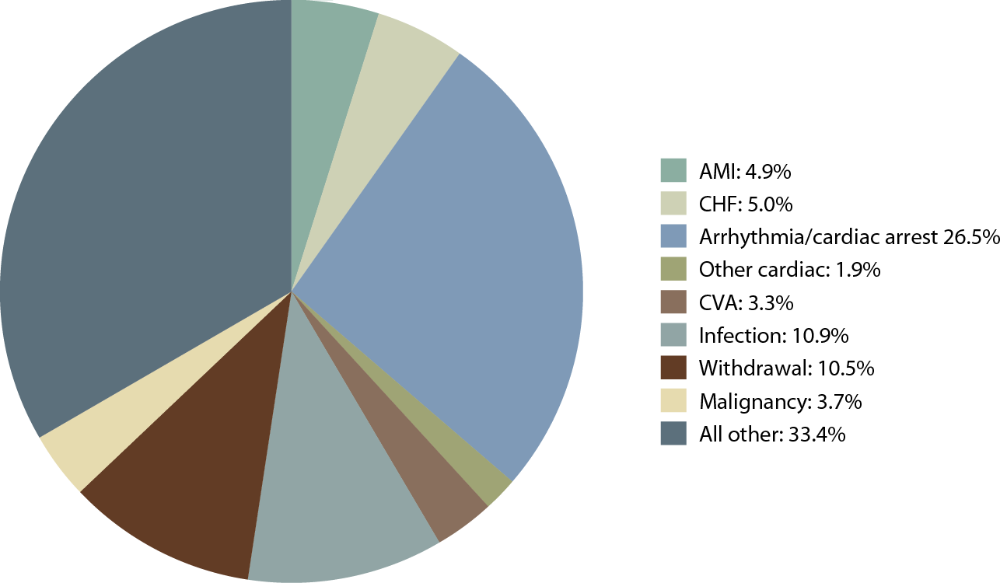 AMI: 4.9%
CHF: 5.0%
Arrhythmia/cardiac arrest 26.5%
Other cardiac: 1.9%
CVA: 3.3%
Infection: 10.9%
Withdrawal: 10.5%
Malignancy: 3.7%
All other: 33.4%